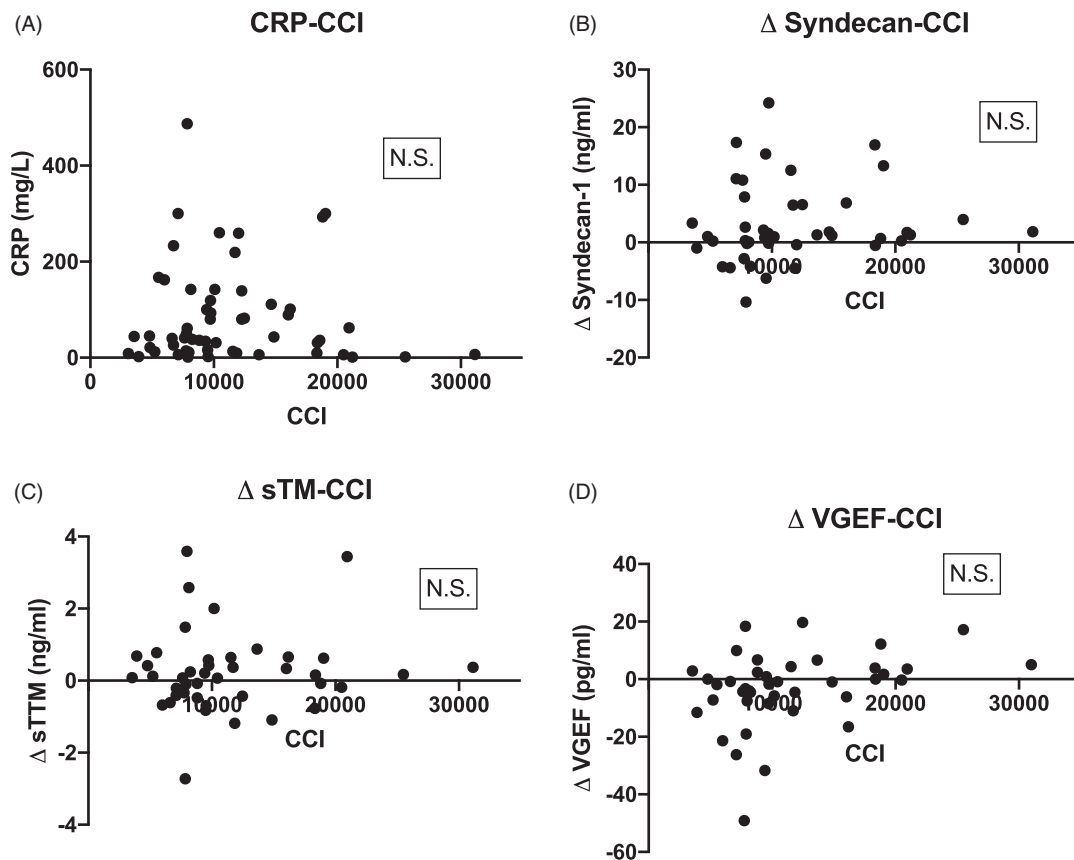 (A)
CRP-CCI
600
400
200
0
CRP (mg/L)
N.S.
0
10000
20000
30000
CCI
(B)
Δ Syndecan-CCI
30
20
10
0
-10
-20
Δ Syndecan-1 (ng/ml)
N.S.
10000
20000
30000
CCI
(C)
Δ sTM-CCI
4
2
0
-2
-4
Δ sTTM (ng/ml)
N.S.
10000
20000
30000
CCI
(D)
Δ VGEF-CCI
40
20
0
-20
-40
-60
Δ VGEF (pg/ml)
N.S.
10000
20000
30000
CCI